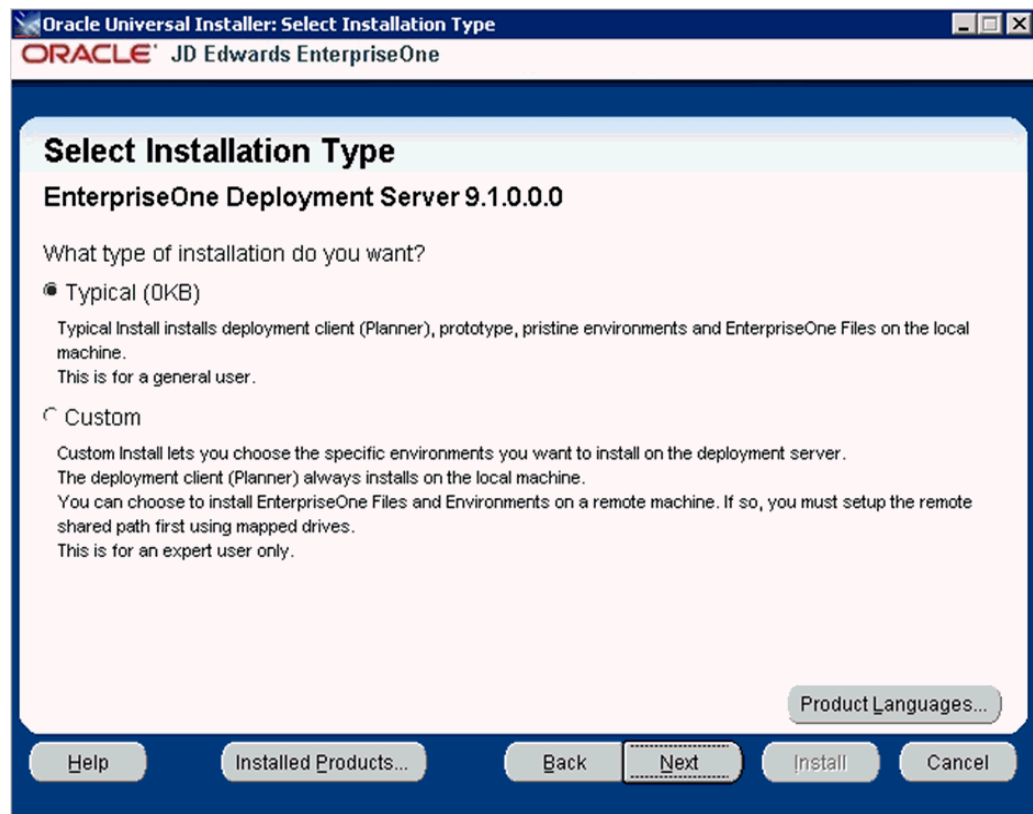 Oracle Universal Installer: Select Installation Type
ORACLE® JD Edwards EnterpriseOne
Select Installation Type
EnterpriseOne Deployment Server 9.1.0.0.0
What type of installation do you want?
Typical (0KB)
Typical Install installs deployment client (Planner), prototype, pristine environments and EnterpriseOne Files on the local
machine.
This is for a general user.
Custom
Custom Install lets you choose the specific environments you want to install on the deployment server.
The deployment client (Planner) always installs on the local machine.
You can choose to install EnterpriseOne Files and Environments on a remote machine. If so, you must setup the remote
shared path first using mapped drives.
This is for an expert user only.
Product Languages...
Help Installed Products... Back Next Install Cancel